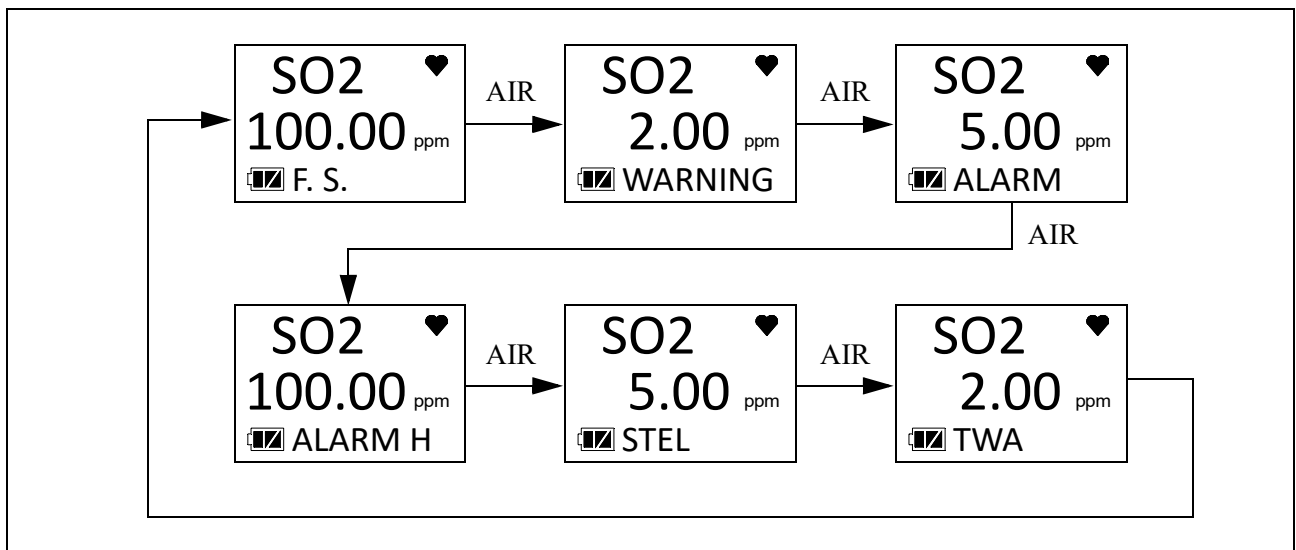 SO2
100.00 ppm
F. S.
AIR
SO2
2.00 ppm
WARNING
AIR
SO2
5.00 ppm
ALARM
AIR
SO2
100.00 ppm
ALARM H
AIR
SO2
5.00 ppm
STEL
AIR
SO2
2.00 ppm
TWA